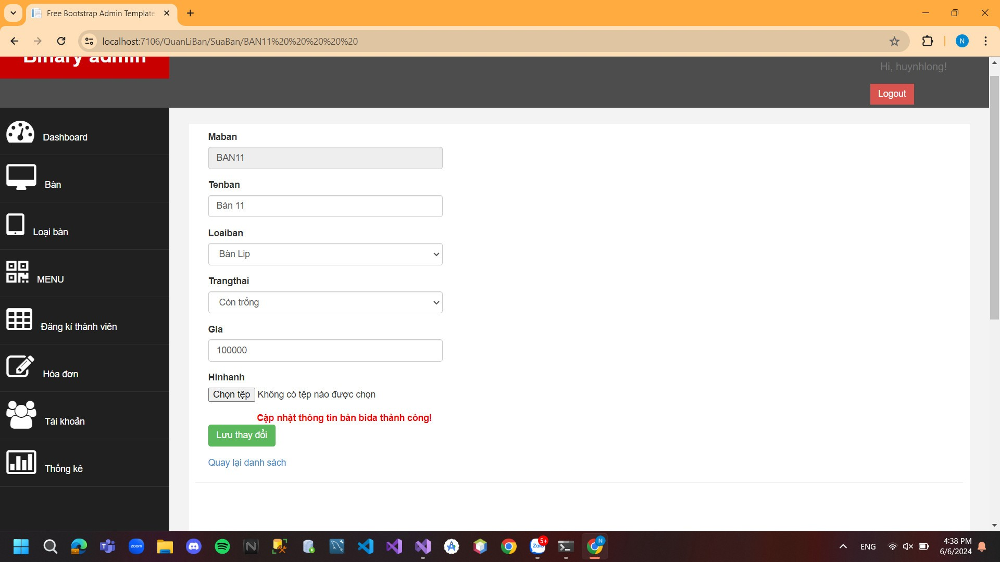 Free Bootstrap Admin Template
localhost:7106/QuanLiBan/SuaBan/BAN11%20%20%20%20%20
N
Binary admin
Hi, huynhlong!
Logout
Dashboard
Bàn
Loại bàn
MENU
Đăng kí thành viên
Hóa đơn
Tài khoản
Thống kê
Maban
BAN11
Tenban
Bàn 11
Loaiban
Bàn Lip
Trangthai
Còn trống
Gia
100000
Hinhanh
Chọn tệp Không có tệp nào được chọn
Cập nhật thông tin bàn bida thành công!
Lưu thay đổi
Quay lại danh sách
zoom
Zalo
5+
N
ENG
4:38 PM
6/6/2024